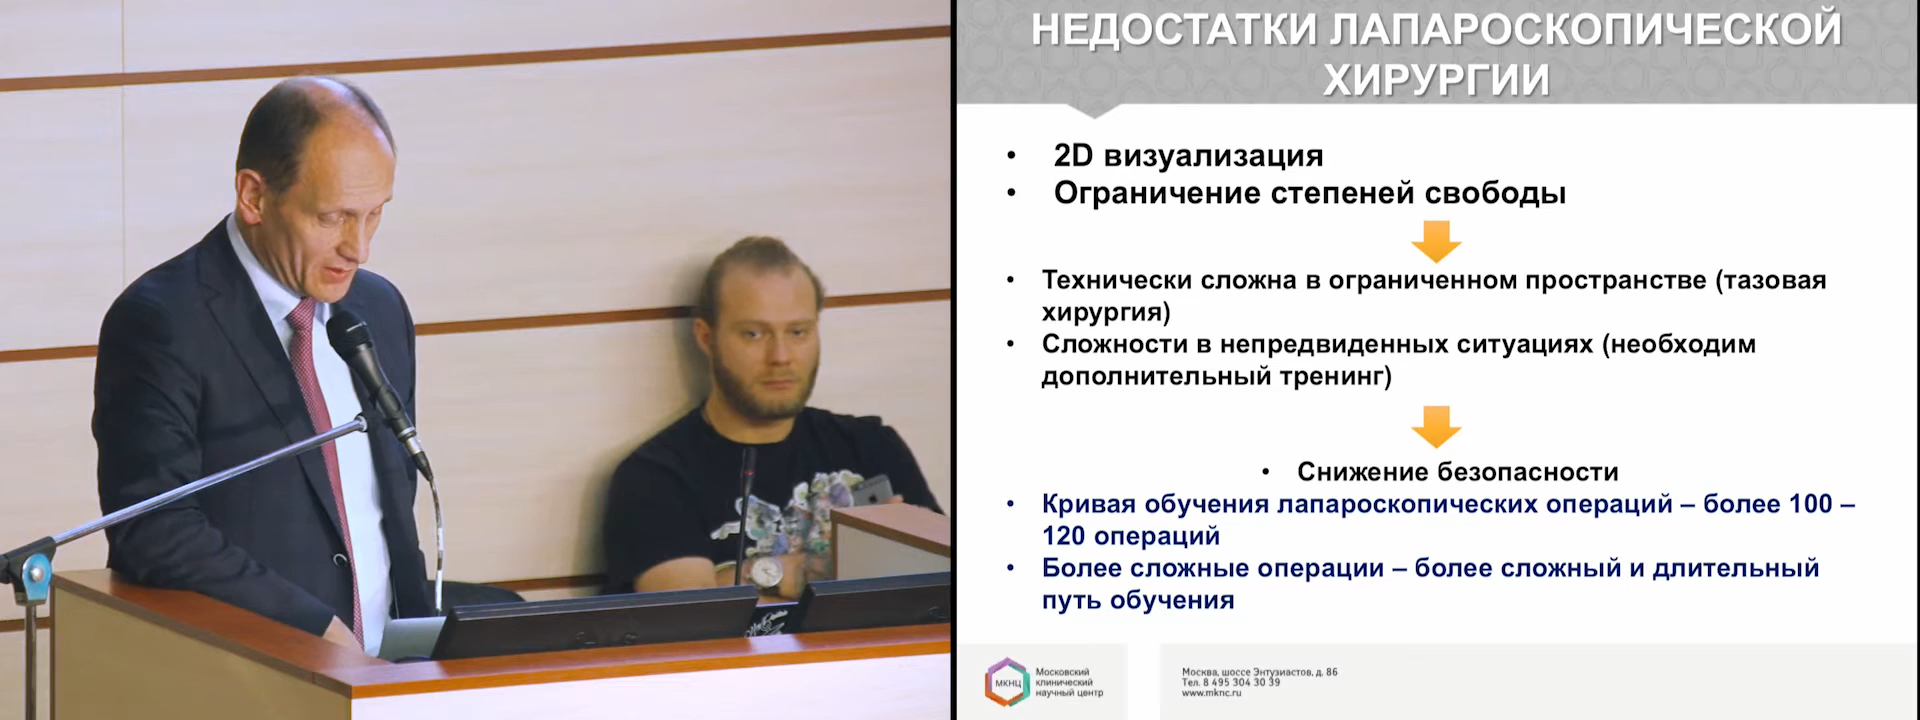 НЕДОСТАТКИ ЛАПАРОСКОПИЧЕСКОЙ
ХИРУРГИИ
• 2D визуализация
• Ограничение степеней свободы
• Технически сложна в ограниченном пространстве (тазовая
хирургия)
• Сложности в непредвиденных ситуациях (необходим
дополнительный тренинг)
• Снижение безопасности
• Кривая обучения лапароскопических операций – более 100 –
120 операций
• Более сложные операции – более сложный и длительный
путь обучения
МКНЦ
Московский
клинический
научный центр
Москва, шоссе Энтузиастов, д. 86
Тел. 8 495 304 30 39
www.mknc.ru